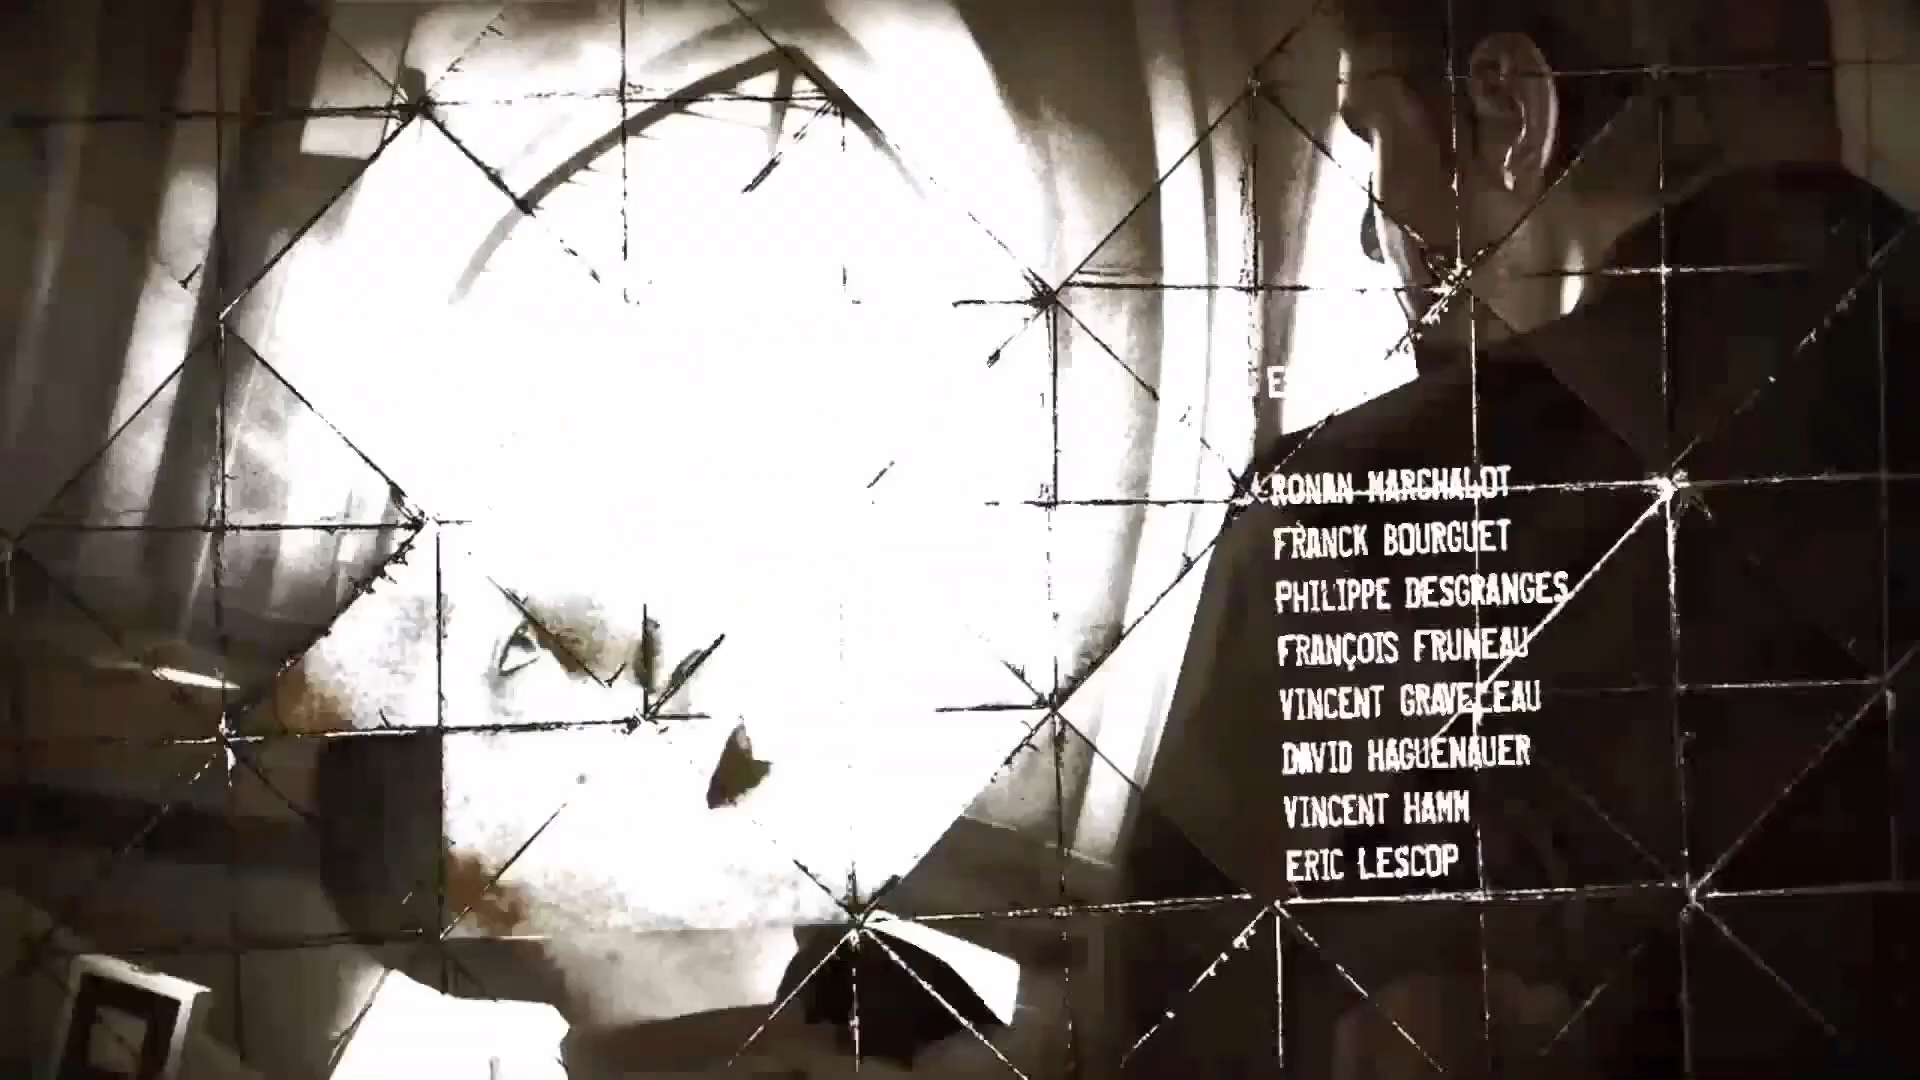 E
RONAN MARCHALOT
FRANCK BOURGUET
PHILIPPE DESGRANGES
FRANÇOIS FRUNEAU
VINCENT GRAVELEAU
DAVID HAGUENAUER
VINCENT HAMM
ERIC LESCOP